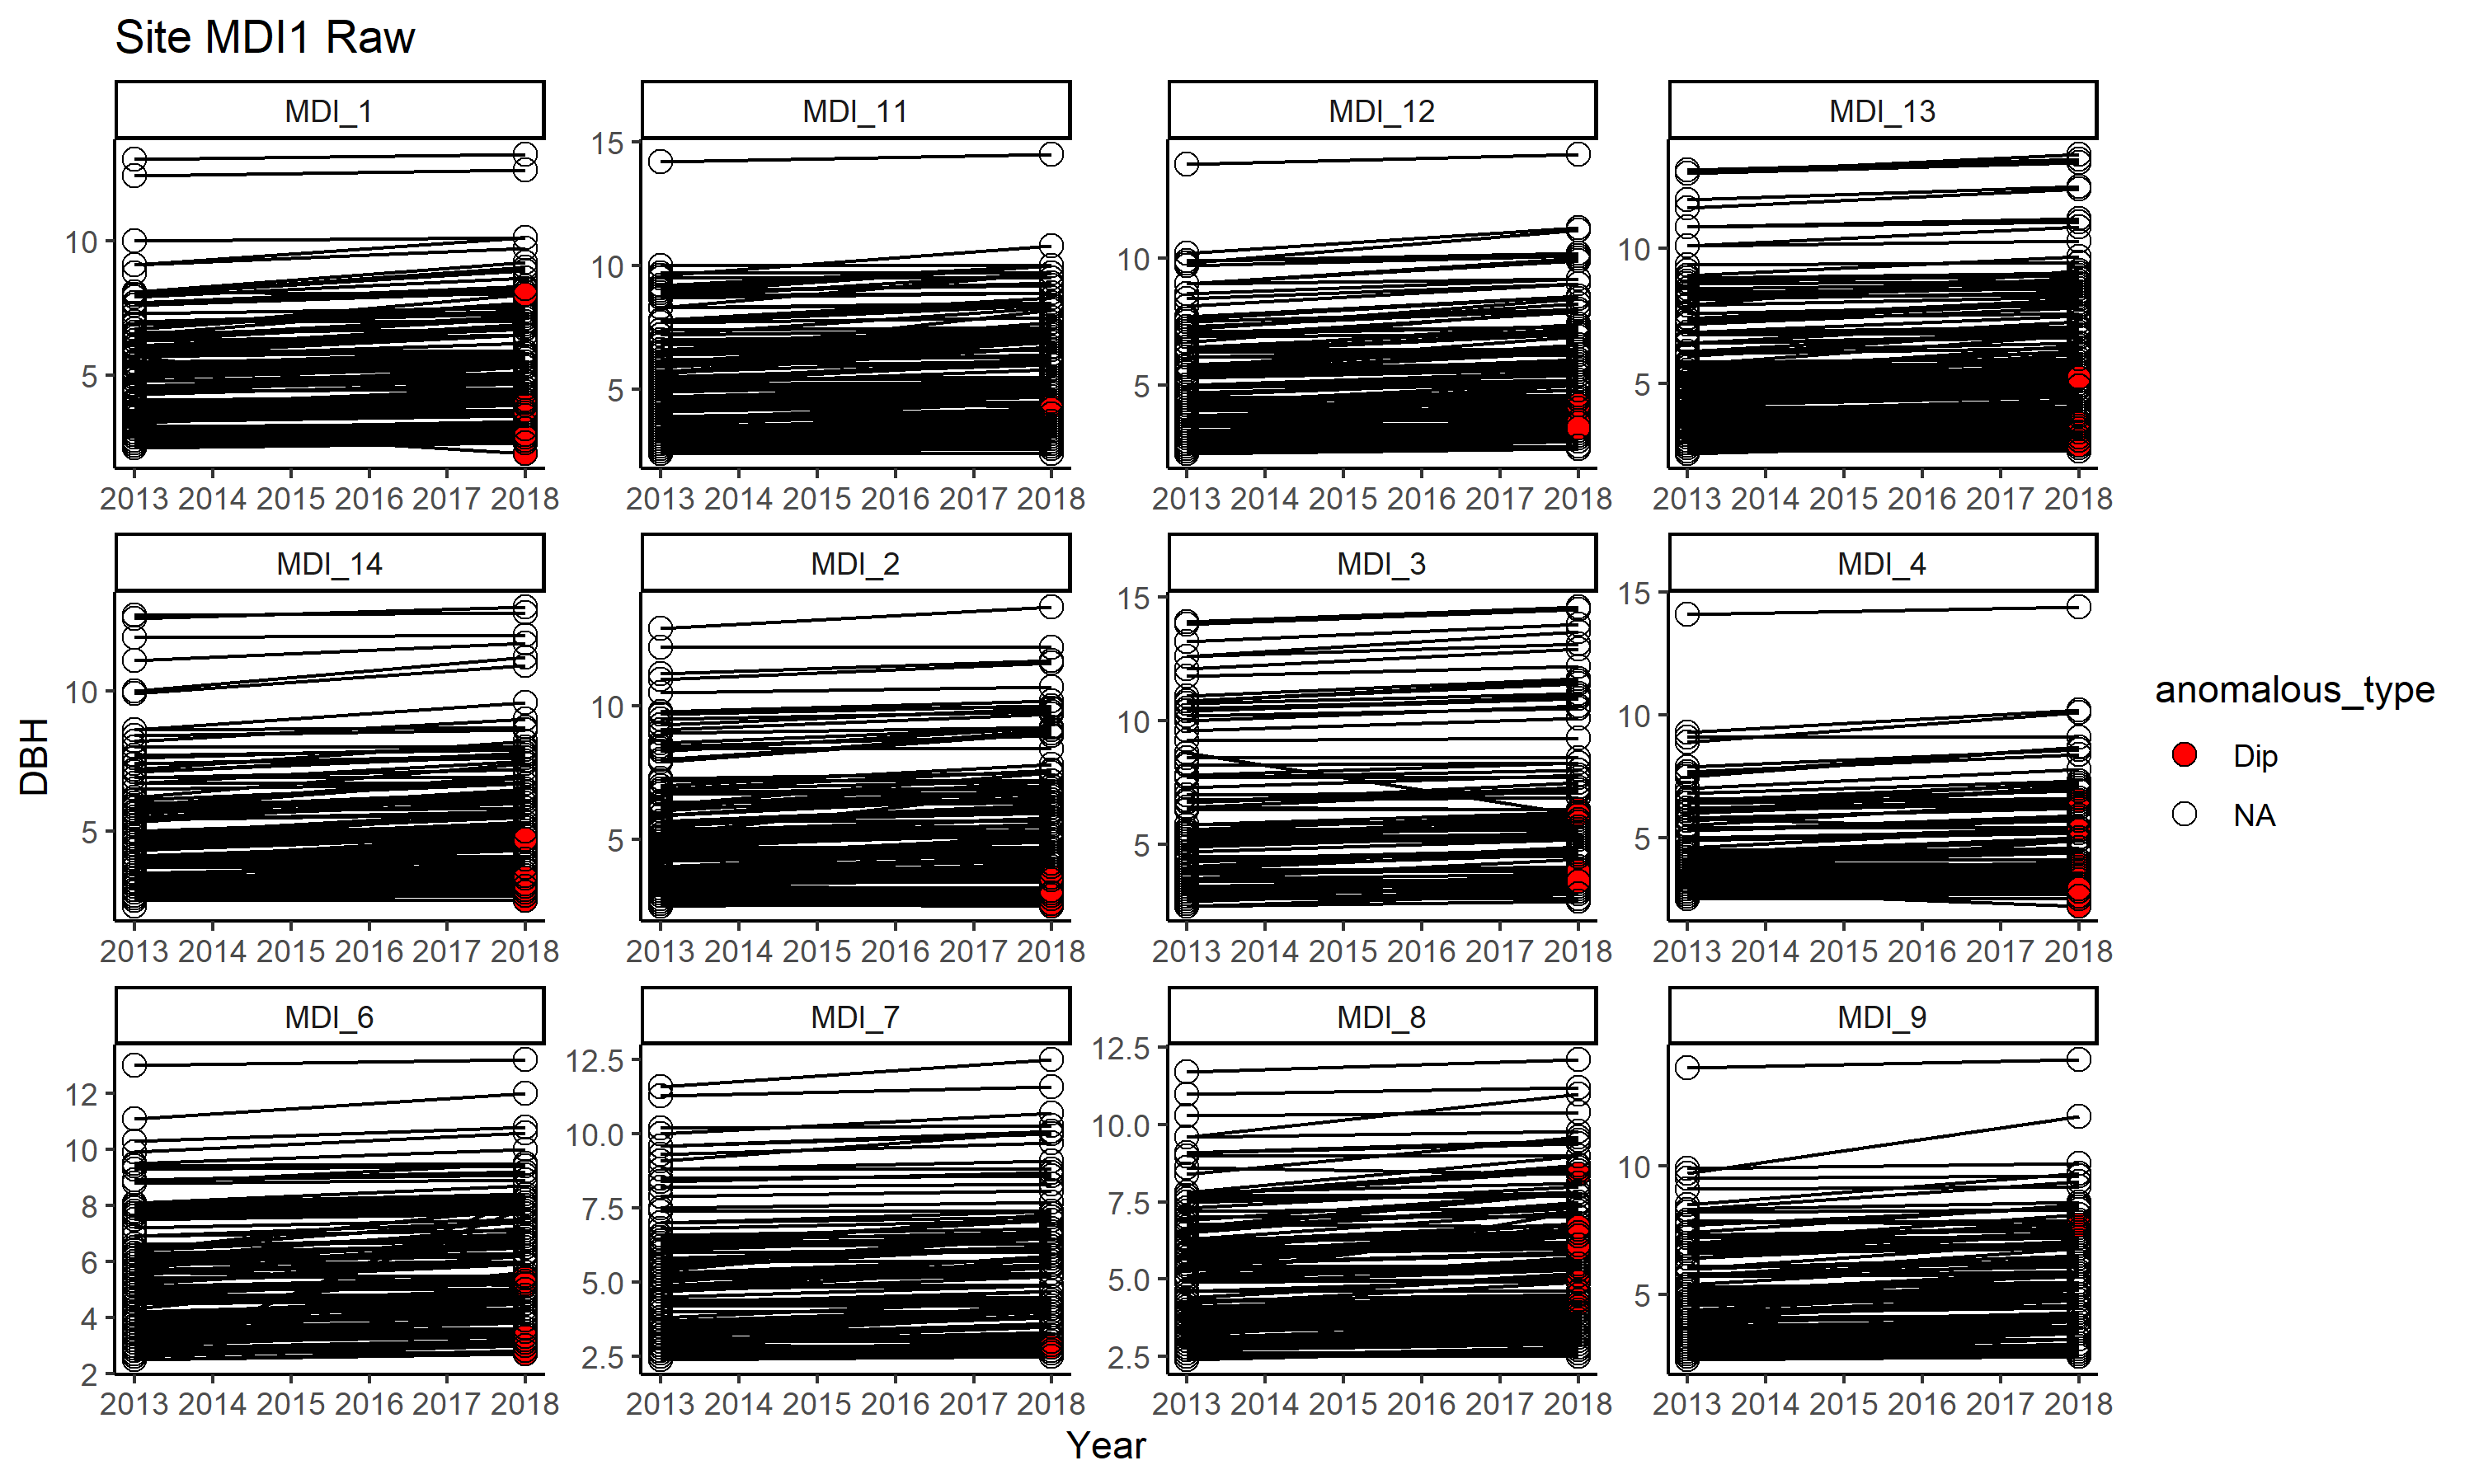 Site MDI1 Raw
MDI_1 MDI_11 MDI_12 MDI_13
10
5
15
10
5
10
5
10
5
2013 2014 2015 2016 2017 2018
2013 2014 2015 2016 2017 2018
2013 2014 2015 2016 2017 2018
2013 2014 2015 2016 2017 2018
MDI_14 MDI_2 MDI_3 MDI_4
10
5
10
5
15
10
5
15
10
5
2013 2014 2015 2016 2017 2018
2013 2014 2015 2016 2017 2018
2013 2014 2015 2016 2017 2018
2013 2014 2015 2016 2017 2018
MDI_6 MDI_7 MDI_8 MDI_9
12
10
8
6
4
2
12.5
10.0
7.5
5.0
2.5
12.5
10.0
7.5
5.0
2.5
10
5
2013 2014 2015 2016 2017 2018
2013 2014 2015 2016 2017 2018
2013 2014 2015 2016 2017 2018
2013 2014 2015 2016 2017 2018
DBH
Year
anomalous_type
Dip
NA